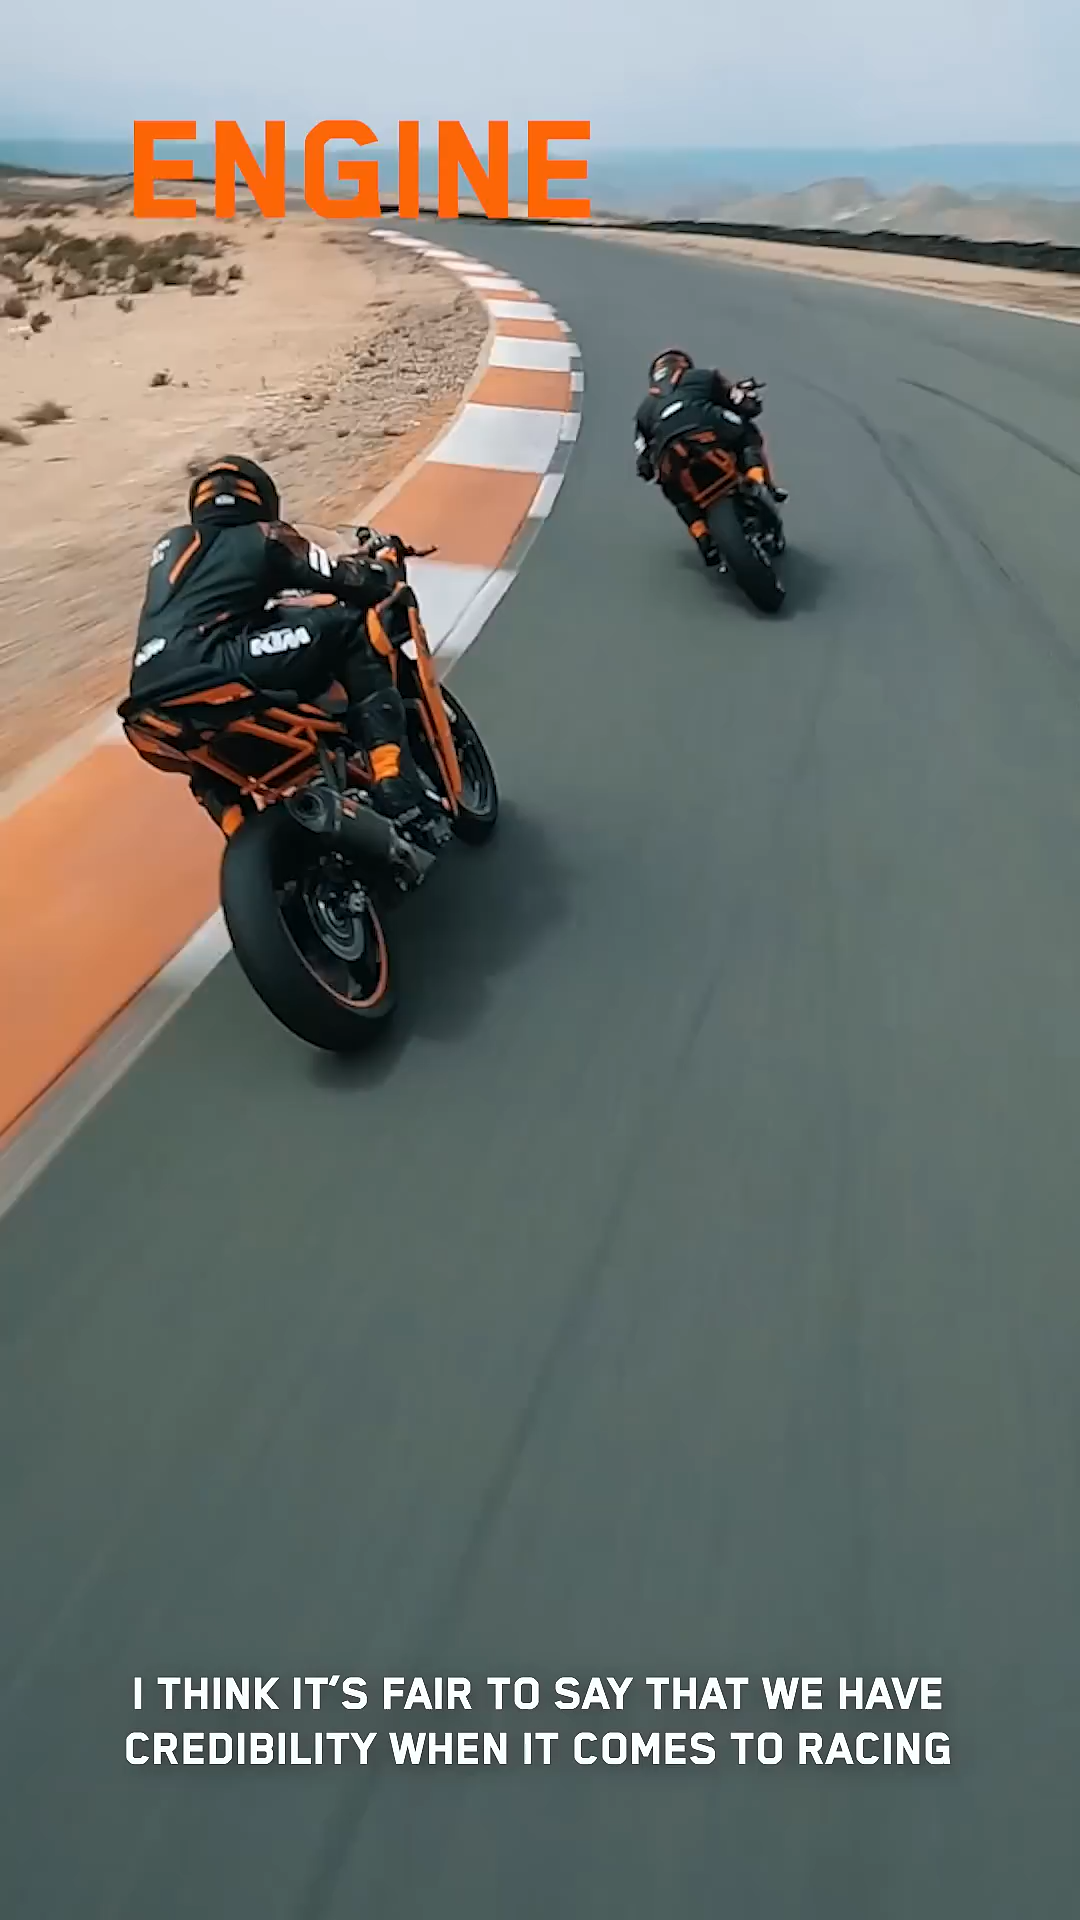 ENGINE
KTM
I THINK IT'S FAIR TO SAY THAT WE HAVE
CREDIBILITY WHEN IT COMES TO RACING